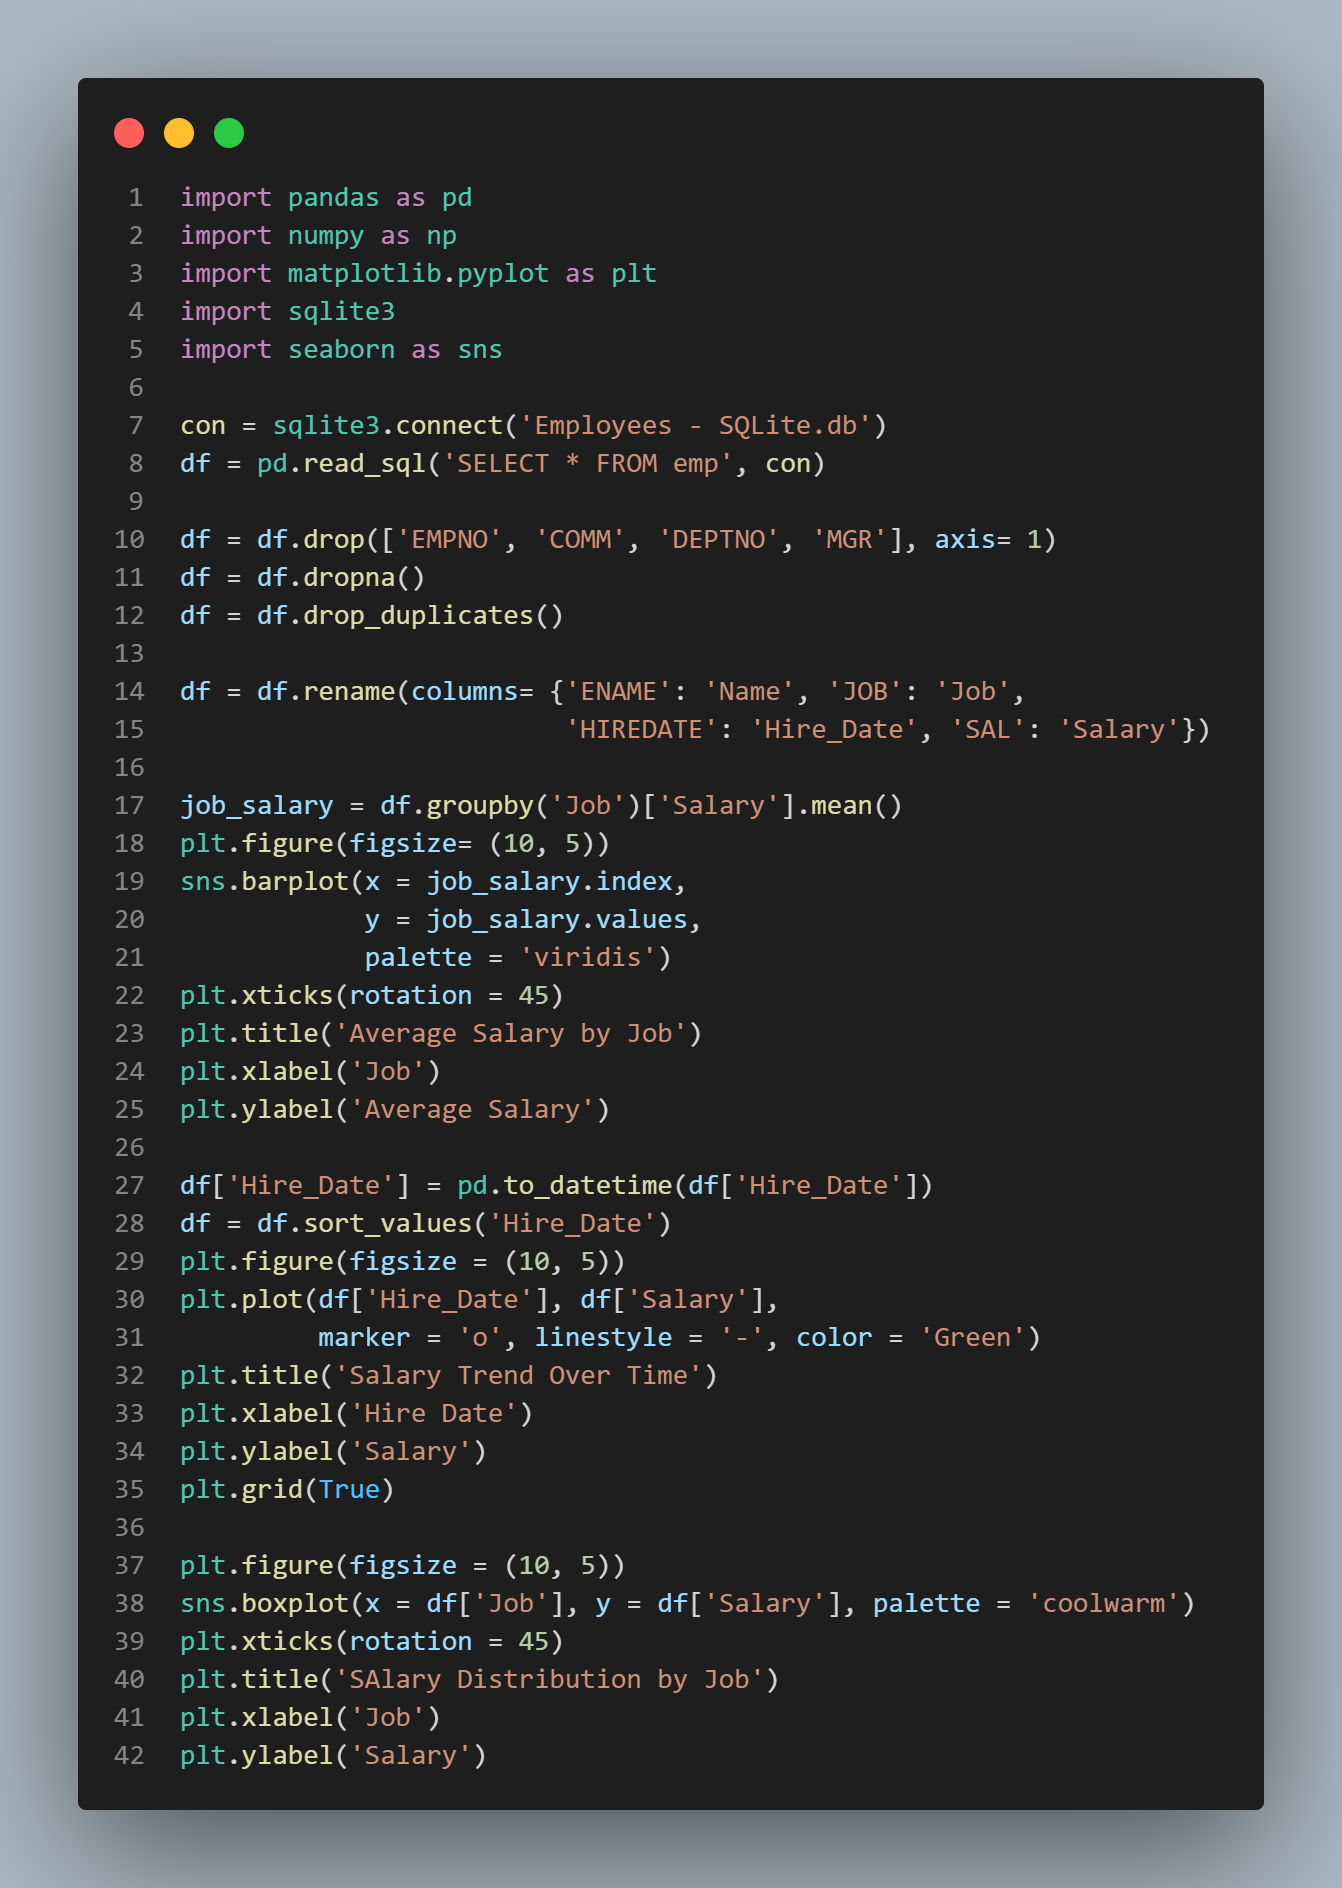 1 import pandas as pd
2 import numpy as np
3 import matplotlib.pyplot as plt
4 import sqlite3
5 import seaborn as sns
6
7 con = sqlite3.connect('Employees - SQLite.db')
8 df = pd.read_sql('SELECT * FROM emp', con)
9
10 df = df.drop(['EMPNO', 'COMM', 'DEPTNO', 'MGR'], axis= 1)
11 df = df.dropna()
12 df = df.drop_duplicates()
13
14 df = df.rename(columns= {'ENAME': 'Name', 'JOB': 'Job',
15                          'HIREDATE': 'Hire_Date', 'SAL': 'Salary'})
16
17 job_salary = df.groupby('Job')['Salary'].mean()
18 plt.figure(figsize= (10, 5))
19 sns.barplot(x = job_salary.index,
20             y = job_salary.values,
21             palette = 'viridis')
22 plt.xticks(rotation = 45)
23 plt.title('Average Salary by Job')
24 plt.xlabel('Job')
25 plt.ylabel('Average Salary')
26
27 df['Hire_Date'] = pd.to_datetime(df['Hire_Date'])
28 df = df.sort_values('Hire_Date')
29 plt.figure(figsize = (10, 5))
30 plt.plot(df['Hire_Date'], df['Salary'],
31          marker = 'o', linestyle = '-', color = 'Green')
32 plt.title('Salary Trend Over Time')
33 plt.xlabel('Hire Date')
34 plt.ylabel('Salary')
35 plt.grid(True)
36
37 plt.figure(figsize = (10, 5))
38 sns.boxplot(x = df['Job'], y = df['Salary'], palette = 'coolwarm')
39 plt.xticks(rotation = 45)
40 plt.title('SAlary Distribution by Job')
41 plt.xlabel('Job')
42 plt.ylabel('Salary')